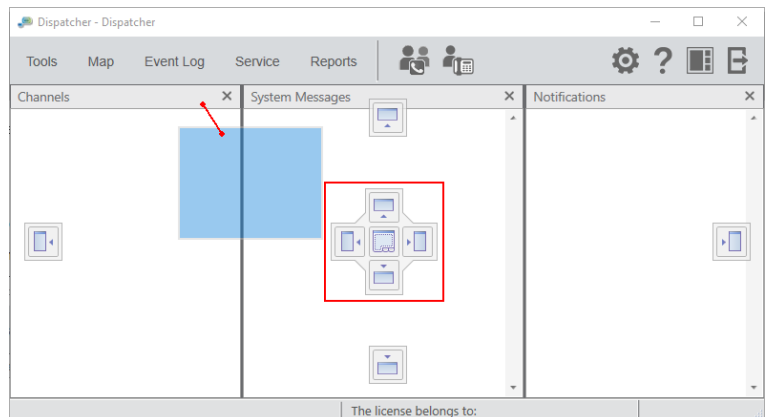 Dispatcher - Dispatcher
Tools Map Event Log Service Reports
Channels System Messages Notifications
The license belongs to: